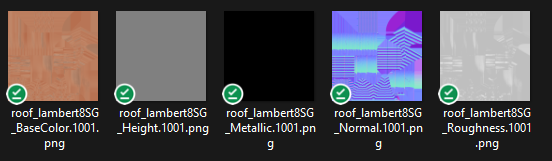 roof_lambert8SG
_BaseColor.1001.
png
roof_lambert8SG
_Height.1001.png
roof_lambert8SG
_Metallic.1001.pn
g
roof_lambert8SG
_Normal.1001.pn
g
roof_lambert8SG
_Roughness.1001
.png